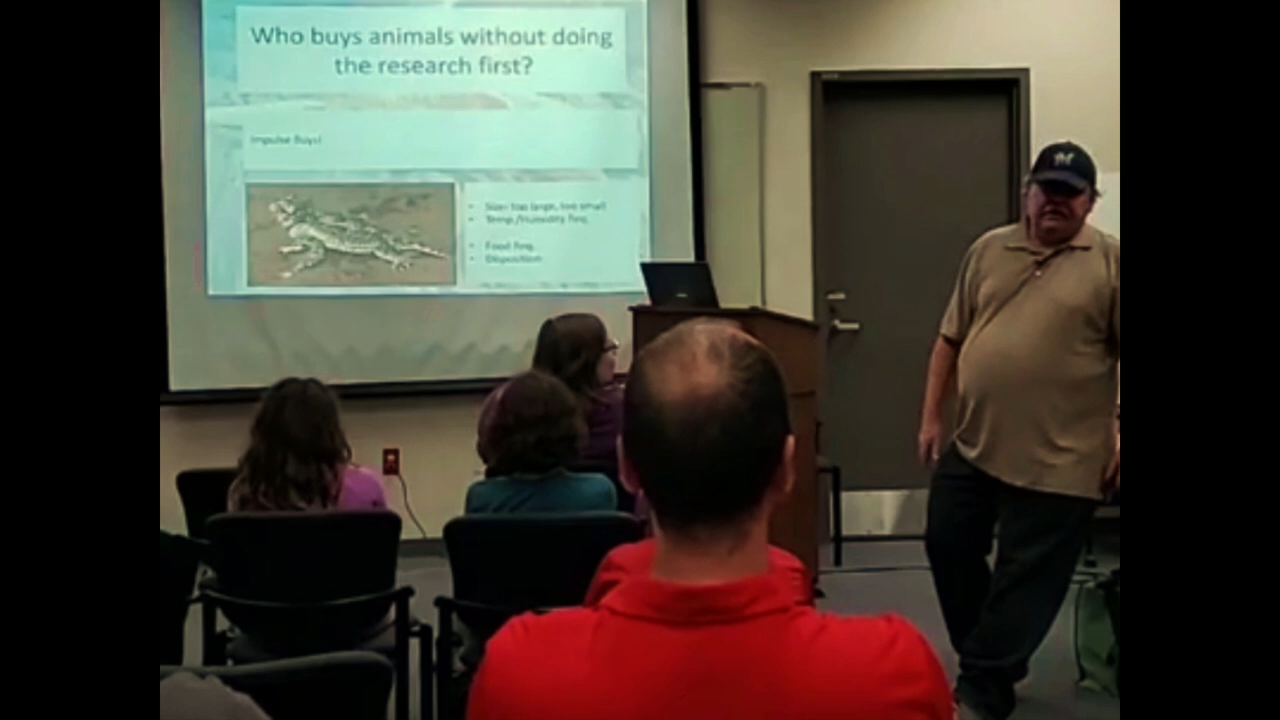 Who buys animals without doing
the research first?
Impulse Buys!
Size: too large, too small
Temp./Humidity Req.
Food Req.
Disposition
M